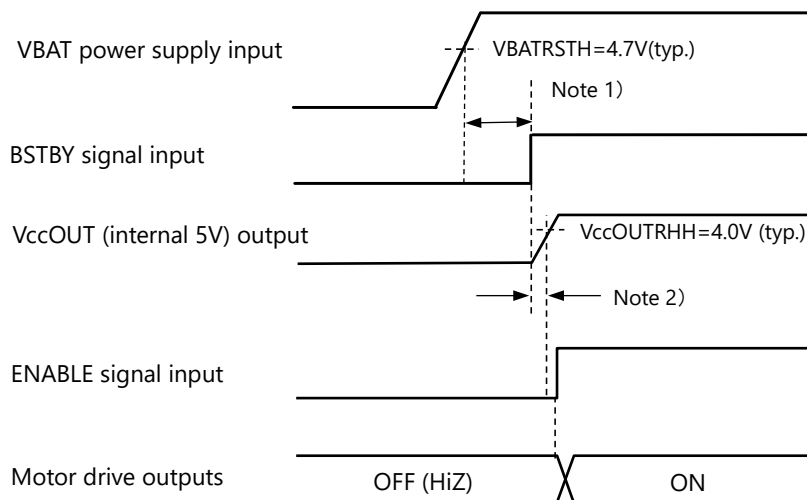 VBAT power supply input
VBATRSTH=4.7V(typ.)
Note 1）
BSTBY signal input
VccOUT (internal 5V) output
VccOUTRHH=4.0V (typ.)
Note 2）
ENABLE signal input
Motor drive outputs
OFF (HiZ)
ON